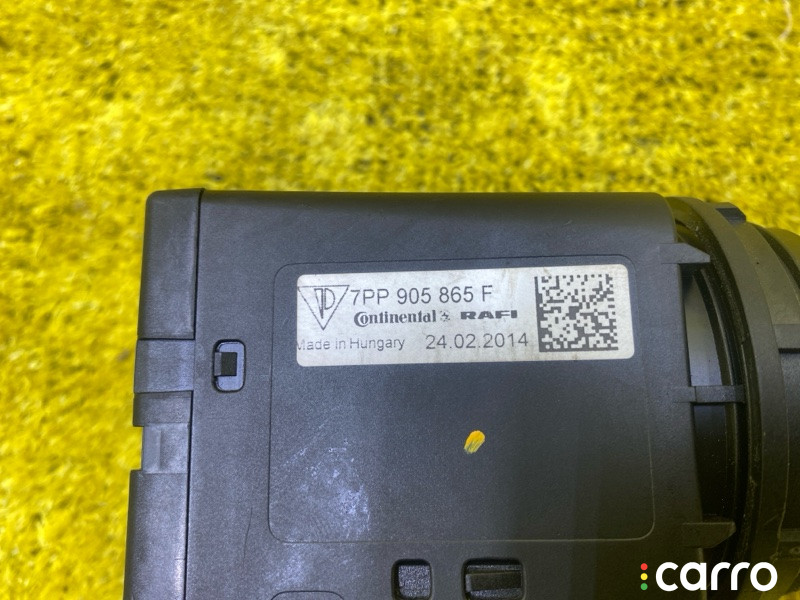 7PP 905 865 F
Continental RAFI
Made in Hungary 24.02.2014
carro